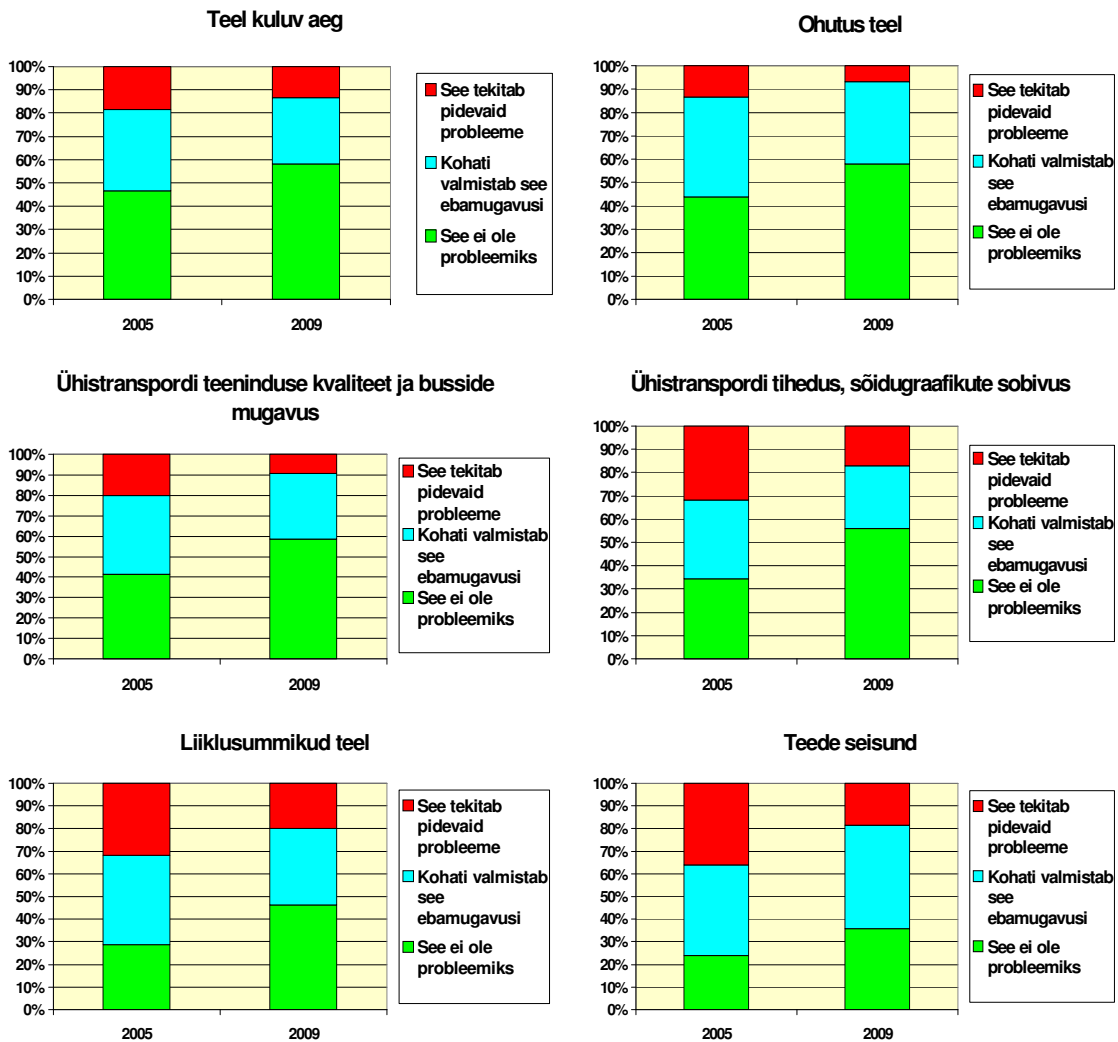 Teel kuluv aeg
100%
90%
80%
70%
60%
50%
40%
30%
20%
10%
0%
2005
2009
See tekitab
pidevaid
probleeme
Kohati
valmistab see
ebamugavusi
See ei ole
probleemiks
Ohutus teel
100%
90%
80%
70%
60%
50%
40%
30%
20%
10%
0%
2005
2009
See tekitab
pidevaid
probleeme
Kohati valmistab
see
ebamugavusi
See ei ole
probleemiks
Ühistranspordi teeninduse kvaliteet ja busside
mugavus
100%
90%
80%
70%
60%
50%
40%
30%
20%
10%
0%
2005
2009
See tekitab
pidevaid
probleeme
Kohati valmistab
see
ebamugavusi
See ei ole
probleemiks
Ühistranspordi tihedus, sõidugraafikute sobivus
100%
90%
80%
70%
60%
50%
40%
30%
20%
10%
0%
2005
2009
See tekitab
pidevaid
probleeme
Kohati valmistab
see
ebamugavusi
See ei ole
probleemiks
Liiklusummikud teel
100%
90%
80%
70%
60%
50%
40%
30%
20%
10%
0%
2005
2009
See tekitab
pidevaid
probleeme
Kohati valmistab
see
ebamugavusi
See ei ole
probleemiks
Teede seisund
100%
90%
80%
70%
60%
50%
40%
30%
20%
10%
0%
2005
2009
See tekitab
pidevaid
probleeme
Kohati valmistab
see
ebamugavusi
See ei ole
probleemiks